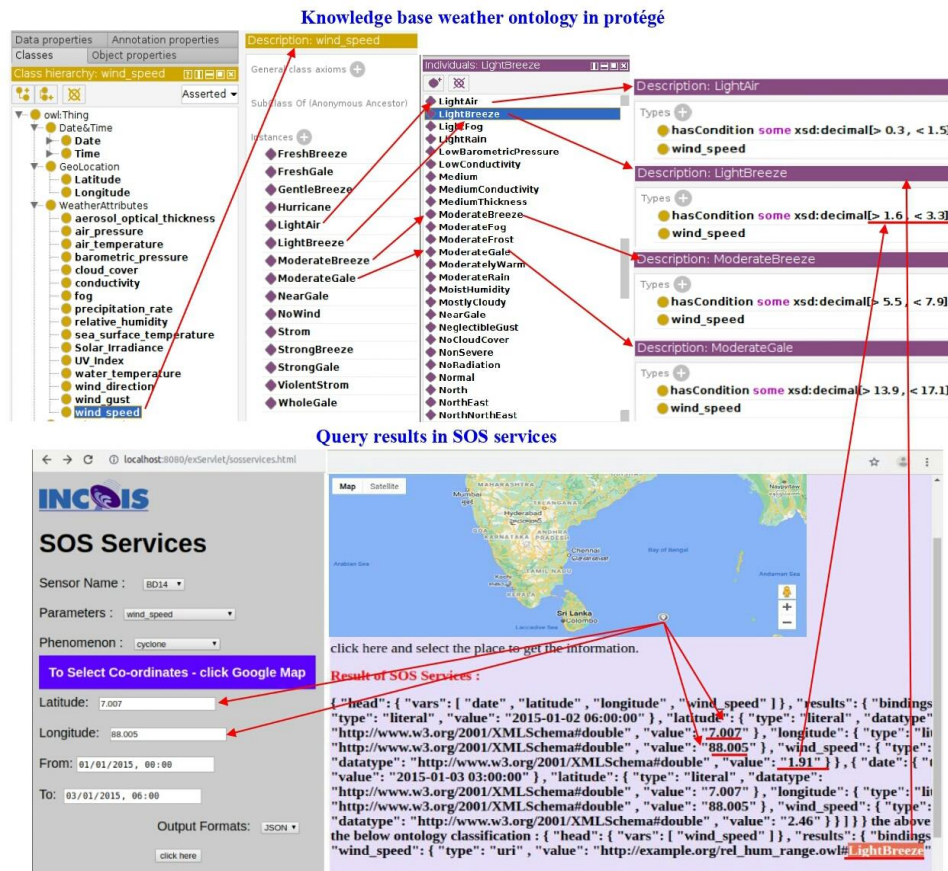 Knowledge base weather ontology in protégé
Data properties Annotation properties
Classes Object properties
Class hierarchy: wind_speed
Asserted
owl:Thing
Date&Time
Date
Time
GeoLocation
Latitude
Longitude
WeatherAttributes
aerosol_optical_thickness
air_pressure
air_temperature
barometric_pressure
cloud_cover
conductivity
fog
precipitation_rate
relative_humidity
sea_surface_temperature
Solar_Irradiance
UV_Index
water_temperature
wind_direction
wind_gust
wind_speed
Description: wind_speed
General class axioms
SubClass Of (Anonymous Ancestor)
Instances
FreshBreeze
FreshGale
GentleBreeze
Hurricane
LightAir
LightBreeze
ModerateBreeze
ModerateGale
NearGale
NoWind
Strom
StrongBreeze
StrongGale
ViolentStrom
WholeGale
Individuals: LightBreeze
LightAir
LightBreeze
LightFog
LightRain
LowBarometricPressure
LowConductivity
Medium
MediumConductivity
MediumThickness
ModerateBreeze
ModerateFog
ModerateFrost
ModerateGale
ModeratelyWarm
ModerateRain
MoistHumidity
MostlyCloudy
NearGale
NeglectibleGust
NoCloudCover
NonSevere
NoRadiation
Normal
North
NorthEast
NorthNorthEast
Description: LightAir
Types
hasCondition some xsd:decimal[> 0.3 , < 1.5]
wind_speed
Description: LightBreeze
Types
hasCondition some xsd:decimal[> 1.6 , < 3.3]
wind_speed
Description: ModerateBreeze
Types
hasCondition some xsd:decimal[> 5.5 , < 7.9]
wind_speed
Description: ModerateGale
Types
hasCondition some xsd:decimal[> 13.9 , < 17.1]
wind_speed
Query results in SOS services
localhost:8080/exServlet/sosservices.html
INCOIS
SOS Services
Sensor Name : BD14
Parameters : wind_speed
Phenomenon : cyclone
To Select Co-ordinates - click Google Map
Latitude: 7.007
Longitude: 88.005
From: 01/01/2015, 00:00
To: 03/01/2015, 06:00
Output Formats: JSON
click here
Map Satellite
MAHARASHTRA
Mumbai
TELANGANA
Hyderabad
GOA
KARNATAKA
ANDHRA PRADESH
Chennai
TAMIL NADU
KERALA
Sri Lanka
Colombo
Laccadive Sea
Arabian Sea
Bay of Bengal
Andaman Sea
Naypyitaw
click here and select the place to get the information.
Result of SOS Services :
{ "head": { "vars": [ "date" , "latitude" , "longitude" , "wind_speed" ] } , "results": { "bindings
"type": "literal" , "value": "2015-01-02 06:00:00" } , "latitude": { "type": "literal" , "datatype"
"http://www.w3.org/2001/XMLSchema#double" , "value": "7.007" } , "longitude": { "type": "lit
"http://www.w3.org/2001/XMLSchema#double" , "value": "88.005" } , "wind_speed": { "type":
"datatype": "http://www.w3.org/2001/XMLSchema#double" , "value": "1.91" } } , { "date": { "t
"value": "2015-01-03 03:00:00" } , "latitude": { "type": "literal" , "datatype":
"http://www.w3.org/2001/XMLSchema#double" , "value": "7.007" } , "longitude": { "type": "lit
"http://www.w3.org/2001/XMLSchema#double" , "value": "88.005" } , "wind_speed": { "type":
"datatype": "http://www.w3.org/2001/XMLSchema#double" , "value": "2.46" } } ] } } the above
the below ontology classification : { "head": { "vars": [ "wind_speed" ] } , "results": { "bindings
"wind_speed": { "type": "uri" , "value": "http://example.org/rel_hum_range.owl#LightBreeze"